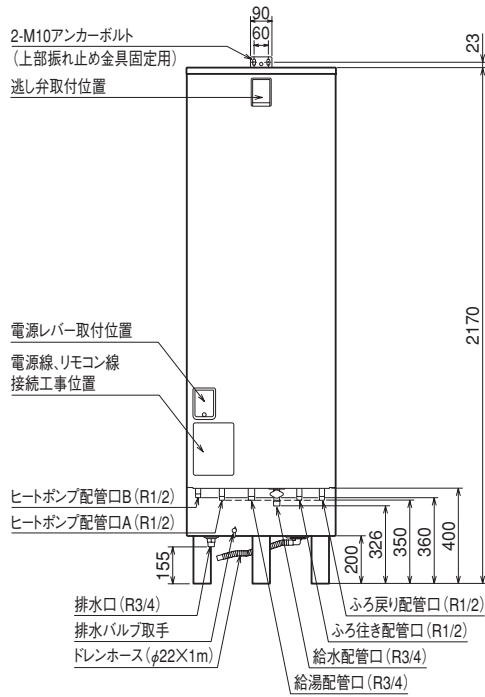 90
60
2-M10アンカーボルト
(上部振れ止め金具固定用)
逃し弁取付位置
23
2170
電源レバー取付位置
電源線、リモコン線
接続工事位置
ヒートポンプ配管口B(R1/2)
ヒートポンプ配管口A(R1/2)
155
200
326
350
360
400
排水口(R3/4)
排水バルブ取手
ドレンホース(φ22×1m)
ふろ戻り配管口(R1/2)
ふろ往き配管口(R1/2)
給水配管口(R3/4)
給湯配管口(R3/4)